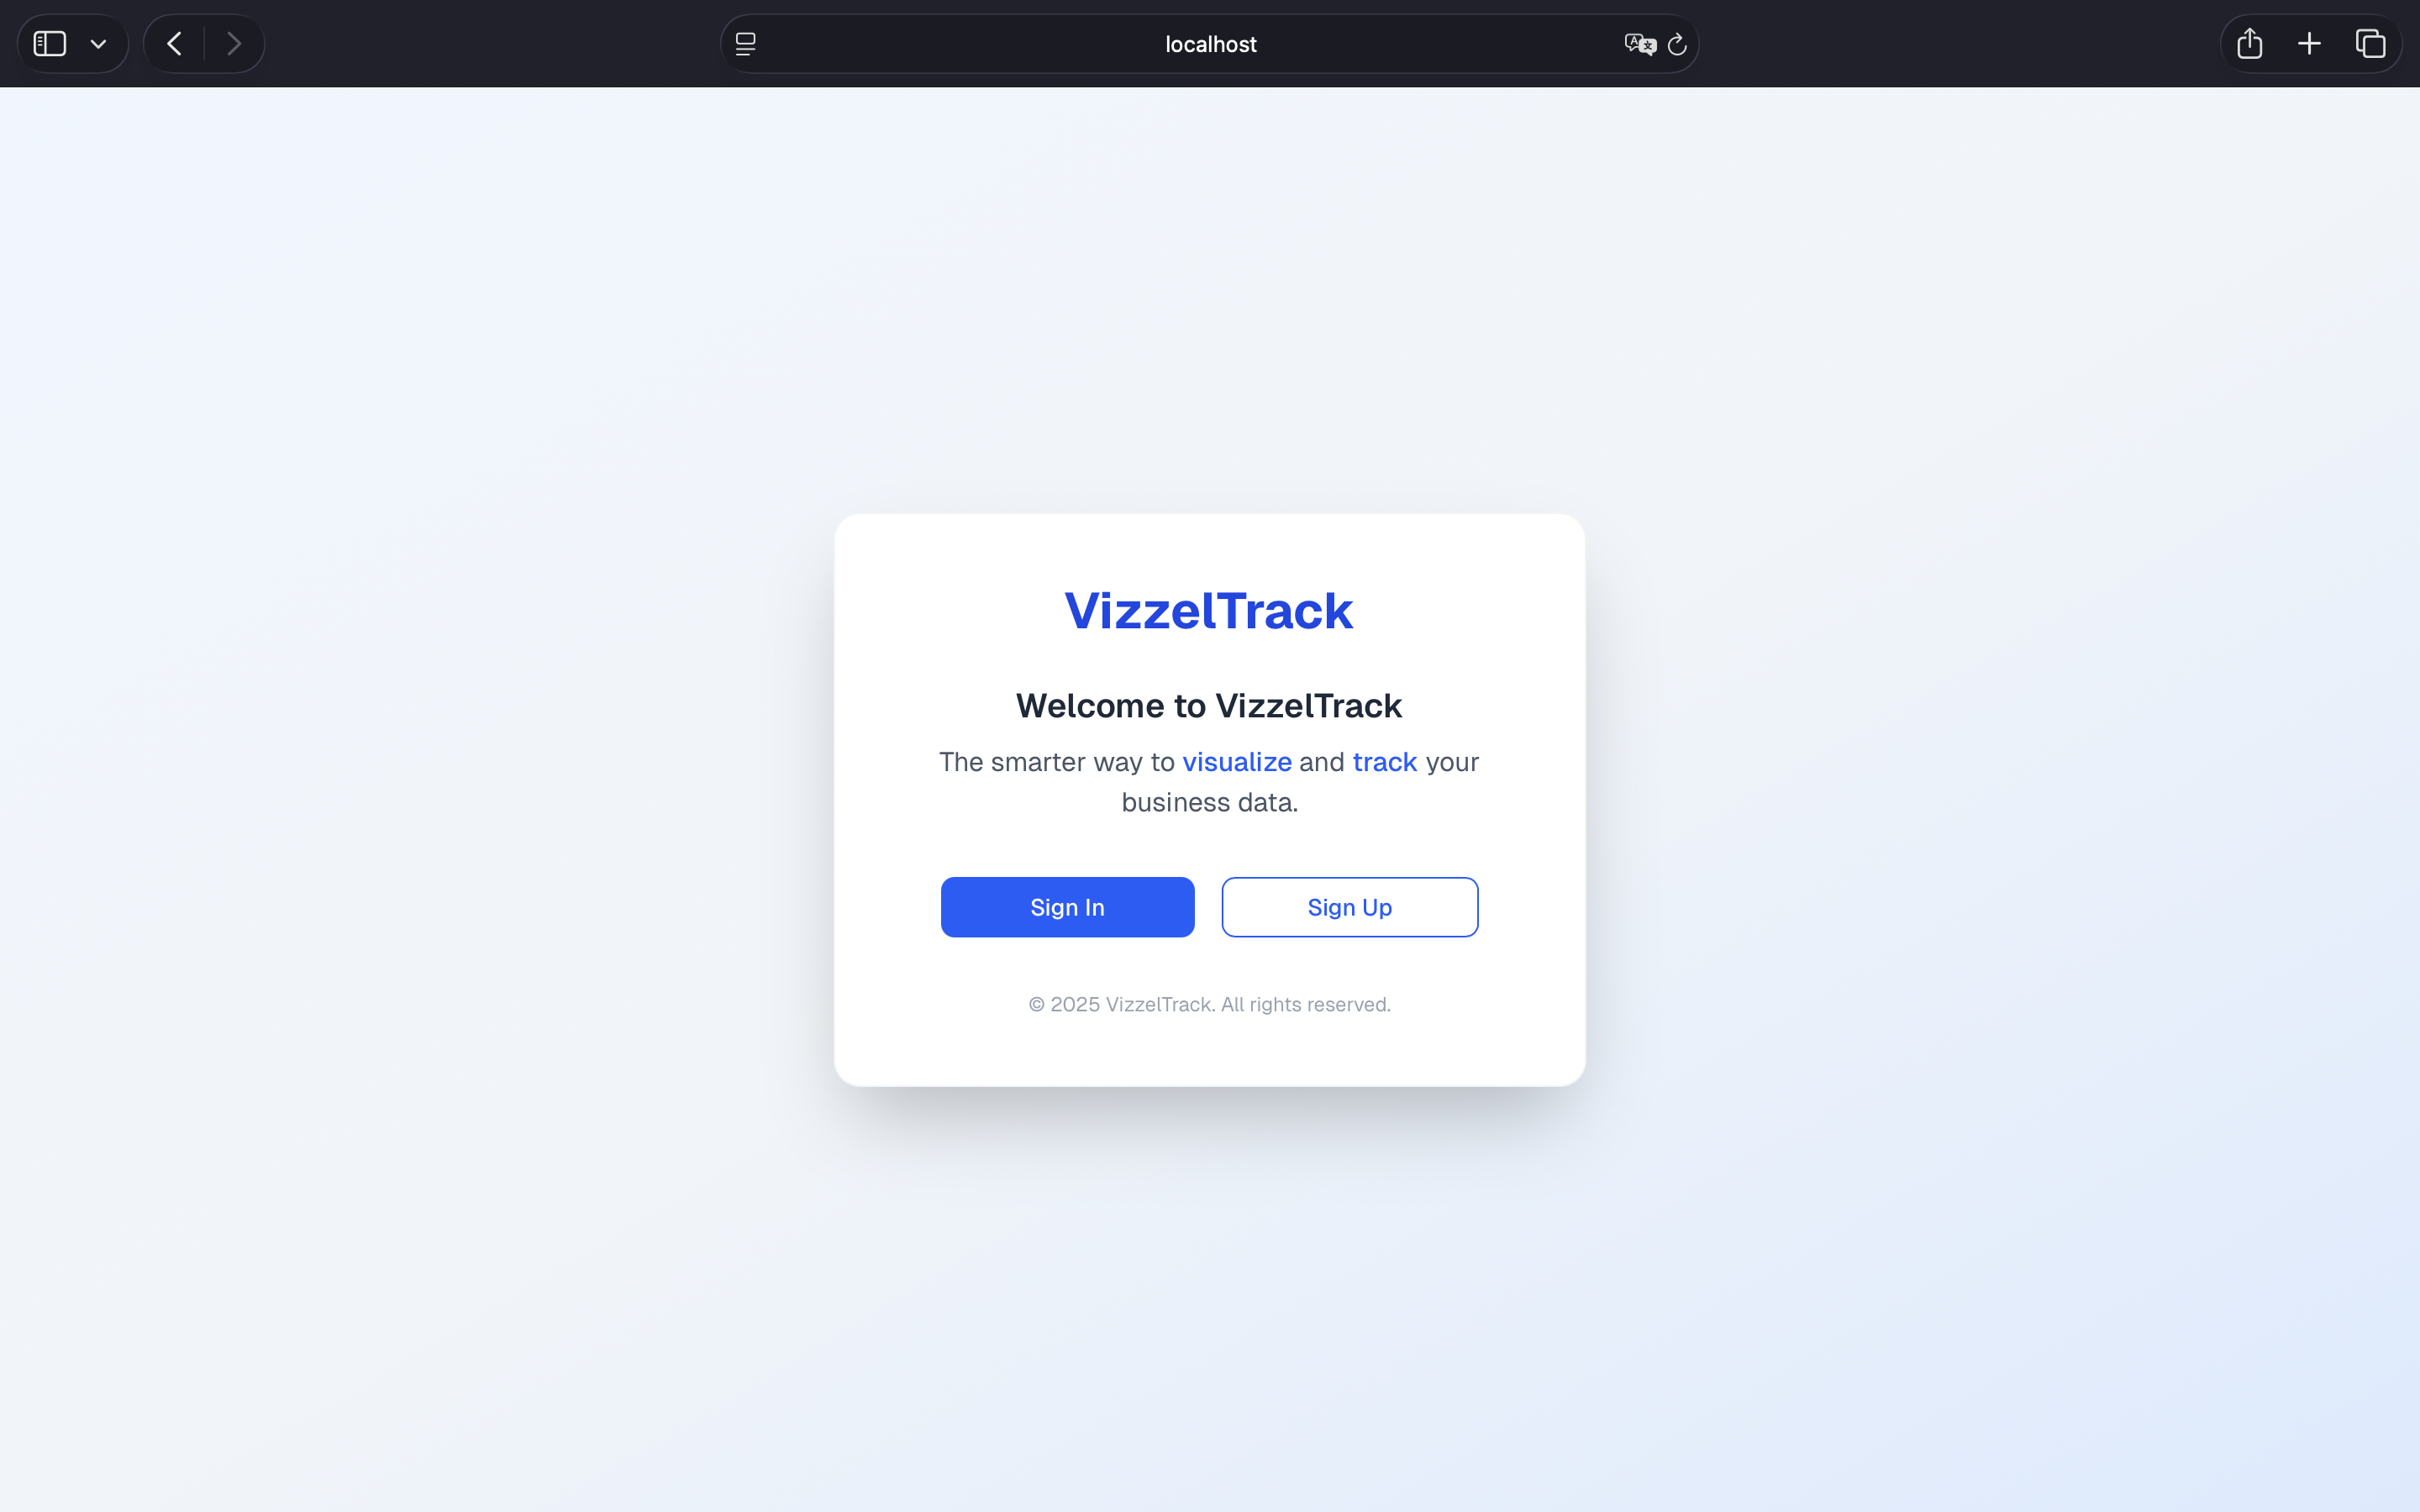 localhost
VizzelTrack
Welcome to VizzelTrack
The smarter way to visualize and track your
business data.
Sign In
Sign Up
© 2025 VizzelTrack. All rights reserved.